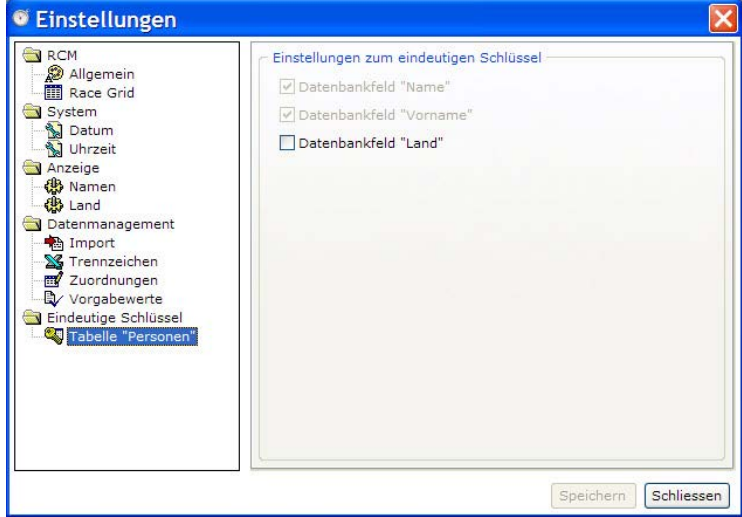 Einstellungen
RCM
Allgemein
Race Grid
System
Datum
Uhrzeit
Anzeige
Namen
Land
Datenmanagement
Import
Trennzeichen
Zuordnungen
Vorgabewerte
Eindeutige Schlüssel
Tabelle "Personen"
Einstellungen zum eindeutigen Schlüssel
Datenbankfeld "Name"
Datenbankfeld "Vorname"
Datenbankfeld "Land"
Speichern
Schliessen